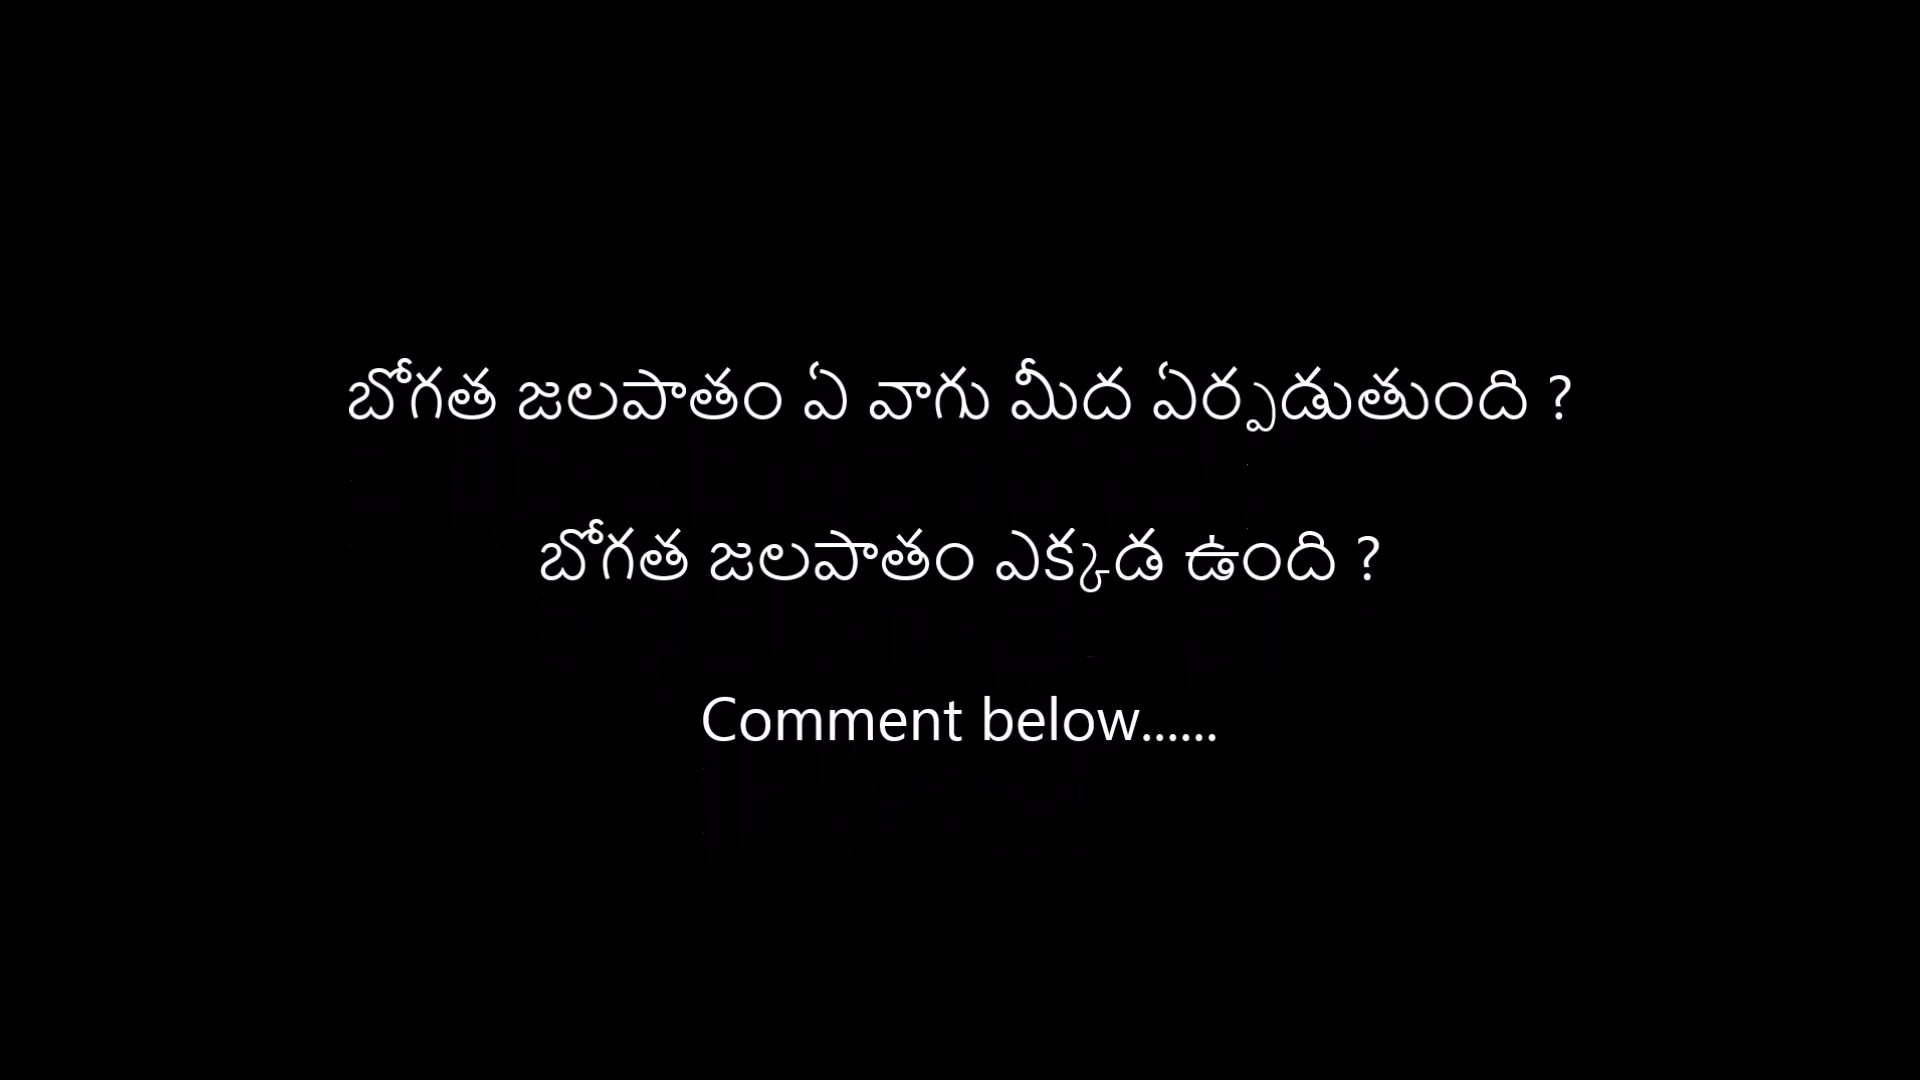 బోగత జలపాతం ఏ వాగు మీద ఏర్పడుతుంది ?
బోగత జలపాతం ఎక్కడ ఉంది ?
Comment below......